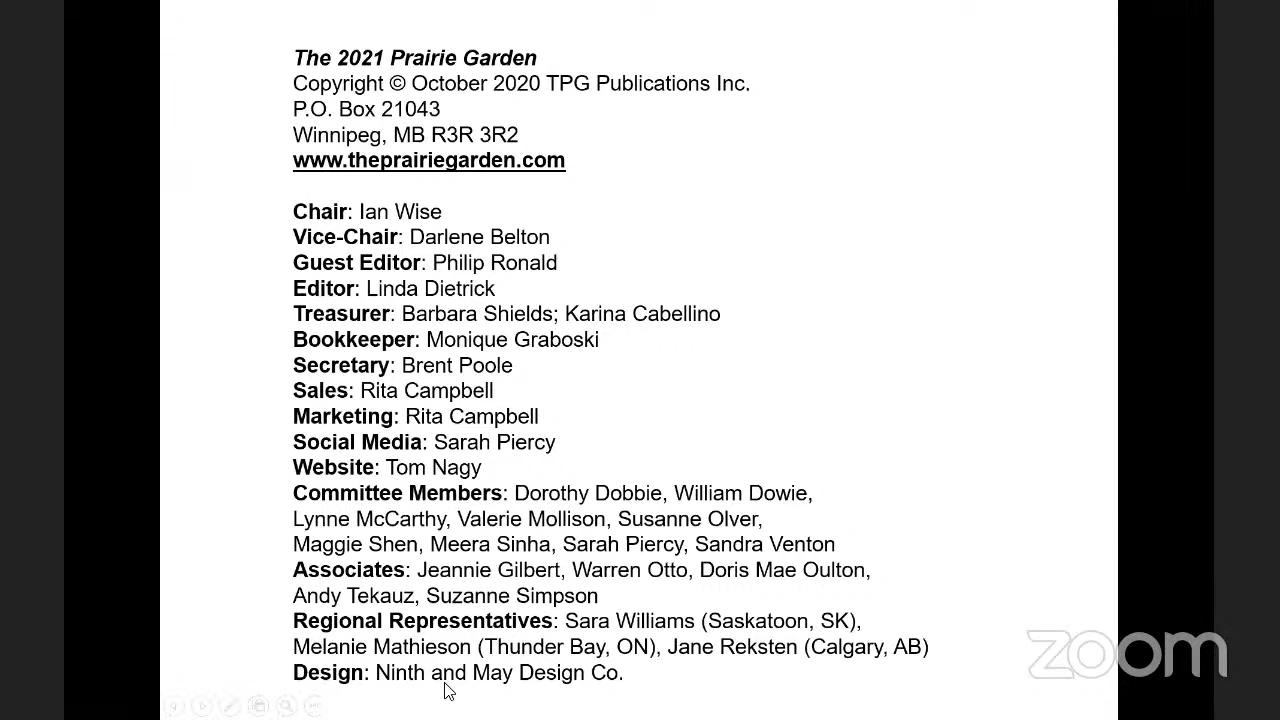 The 2021 Prairie Garden
Copyright © October 2020 TPG Publications Inc.
P.O. Box 21043
Winnipeg, MB R3R 3R2
www.theprairiegarden.com
Chair: Ian Wise
Vice-Chair: Darlene Belton
Guest Editor: Philip Ronald
Editor: Linda Dietrick
Treasurer: Barbara Shields; Karina Cabellino
Bookkeeper: Monique Graboski
Secretary: Brent Poole
Sales: Rita Campbell
Marketing: Rita Campbell
Social Media: Sarah Piercy
Website: Tom Nagy
Committee Members: Dorothy Dobbie, William Dowie,
Lynne McCarthy, Valerie Mollison, Susanne Olver,
Maggie Shen, Meera Sinha, Sarah Piercy, Sandra Venton
Associates: Jeannie Gilbert, Warren Otto, Doris Mae Oulton,
Andy Tekauz, Suzanne Simpson
Regional Representatives: Sara Williams (Saskatoon, SK),
Melanie Mathieson (Thunder Bay, ON), Jane Reksten (Calgary, AB)
Design: Ninth and May Design Co.
zoom